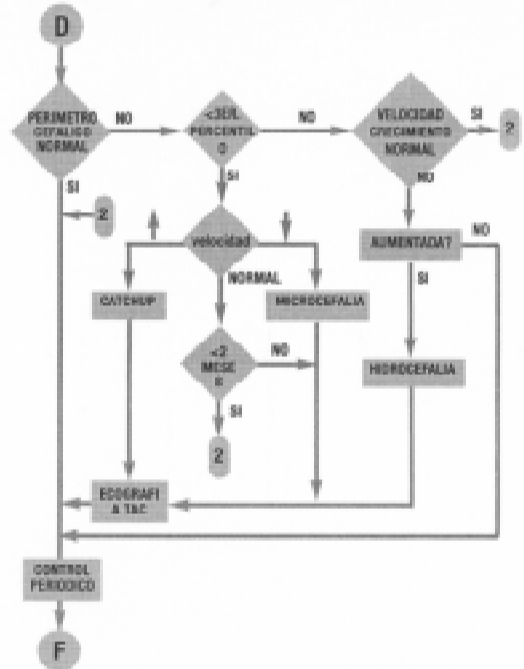 D
PERIMETRO
CEFALICO
NORMAL
NO
PERCENTIL
O
NO
VELOCIDAD
CRECIMIENTO
NORMAL
SI
2
SI
SI
NO
2
velocidad
AUMENTADA?
NO
CATCHUP
NORMAL
MICROCEFALIA
SI
<2
MESE
S
NO
HIDROCEFALIA
SI
2
ECOGRAFI
A TAC
CONTROL
PERIODICO
F